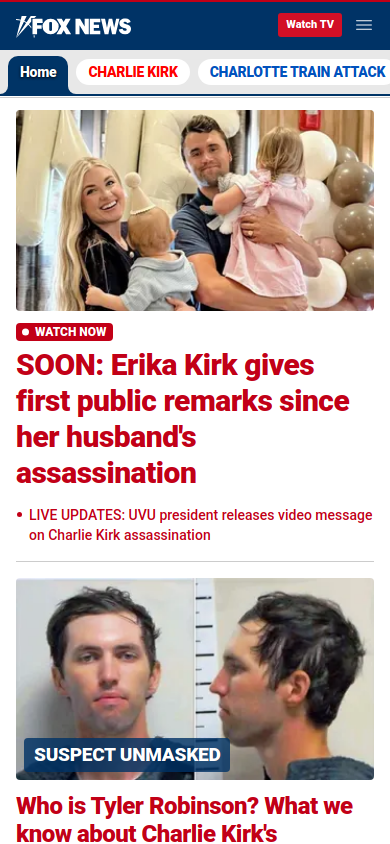 FOX NEWS
Watch TV
Home
CHARLIE KIRK
CHARLOTTE TRAIN ATTACK
WATCH NOW
SOON: Erika Kirk gives
first public remarks since
her husband's
assassination
LIVE UPDATES: UVU president releases video message
on Charlie Kirk assassination
SUSPECT UNMASKED
Who is Tyler Robinson? What we
know about Charlie Kirk's